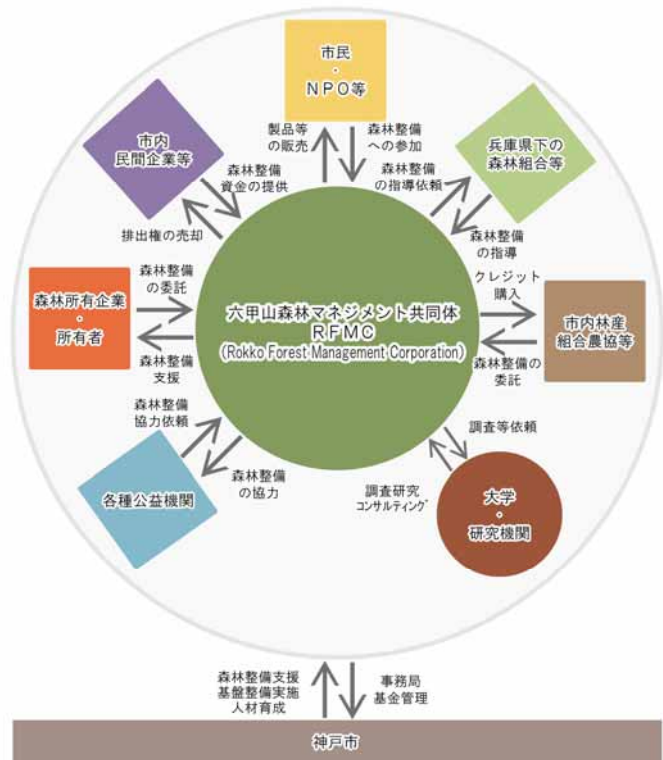 市民
・
ＮＰＯ等
製品等
の販売
森林整備
への参加
市内
民間企業等
森林整備
資金の提供
排出権の売却
兵庫県下の
森林組合等
森林整備
の指導依頼
森林整備
の指導
森林所有企業
・
所有者
森林整備
の委託
森林整備
支援
六甲山森林マネジメント共同体
ＲＦＭＣ
(Rokko Forest Management Corporation)
クレジット
購入
市内林産
組合農協等
森林整備の
委託
森林整備
協力依頼
森林整備
の協力
各種公益機関
調査等依頼
調査研究
コンサルティング
大学
・
研究機関
森林整備支援
基盤整備実施
人材育成
事務局
基金管理
神戸市